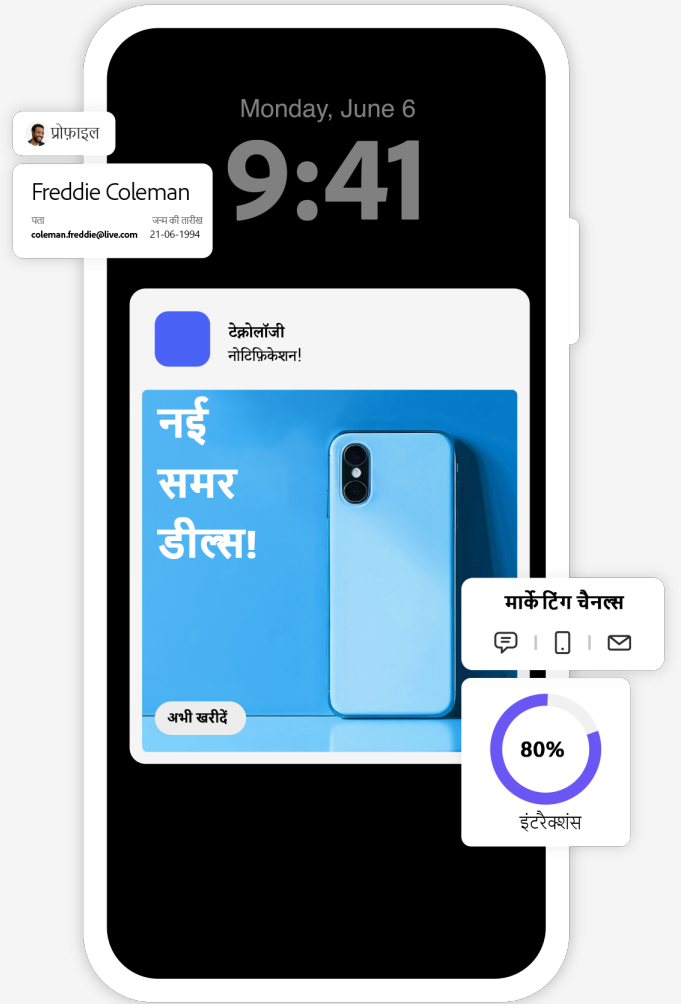 Monday, June 6
9:41
प्रोफ़ाइल
Freddie Coleman
पता जन्म की तारीख
coleman.freddie@live.com 21-06-1994
टेक्नोलॉजी
नोटिफ़िकेशन!
नई
समर
डील्स!
अभी खरीदें
मार्केटिंग चैनल्स
80%
इंटरैक्शंस